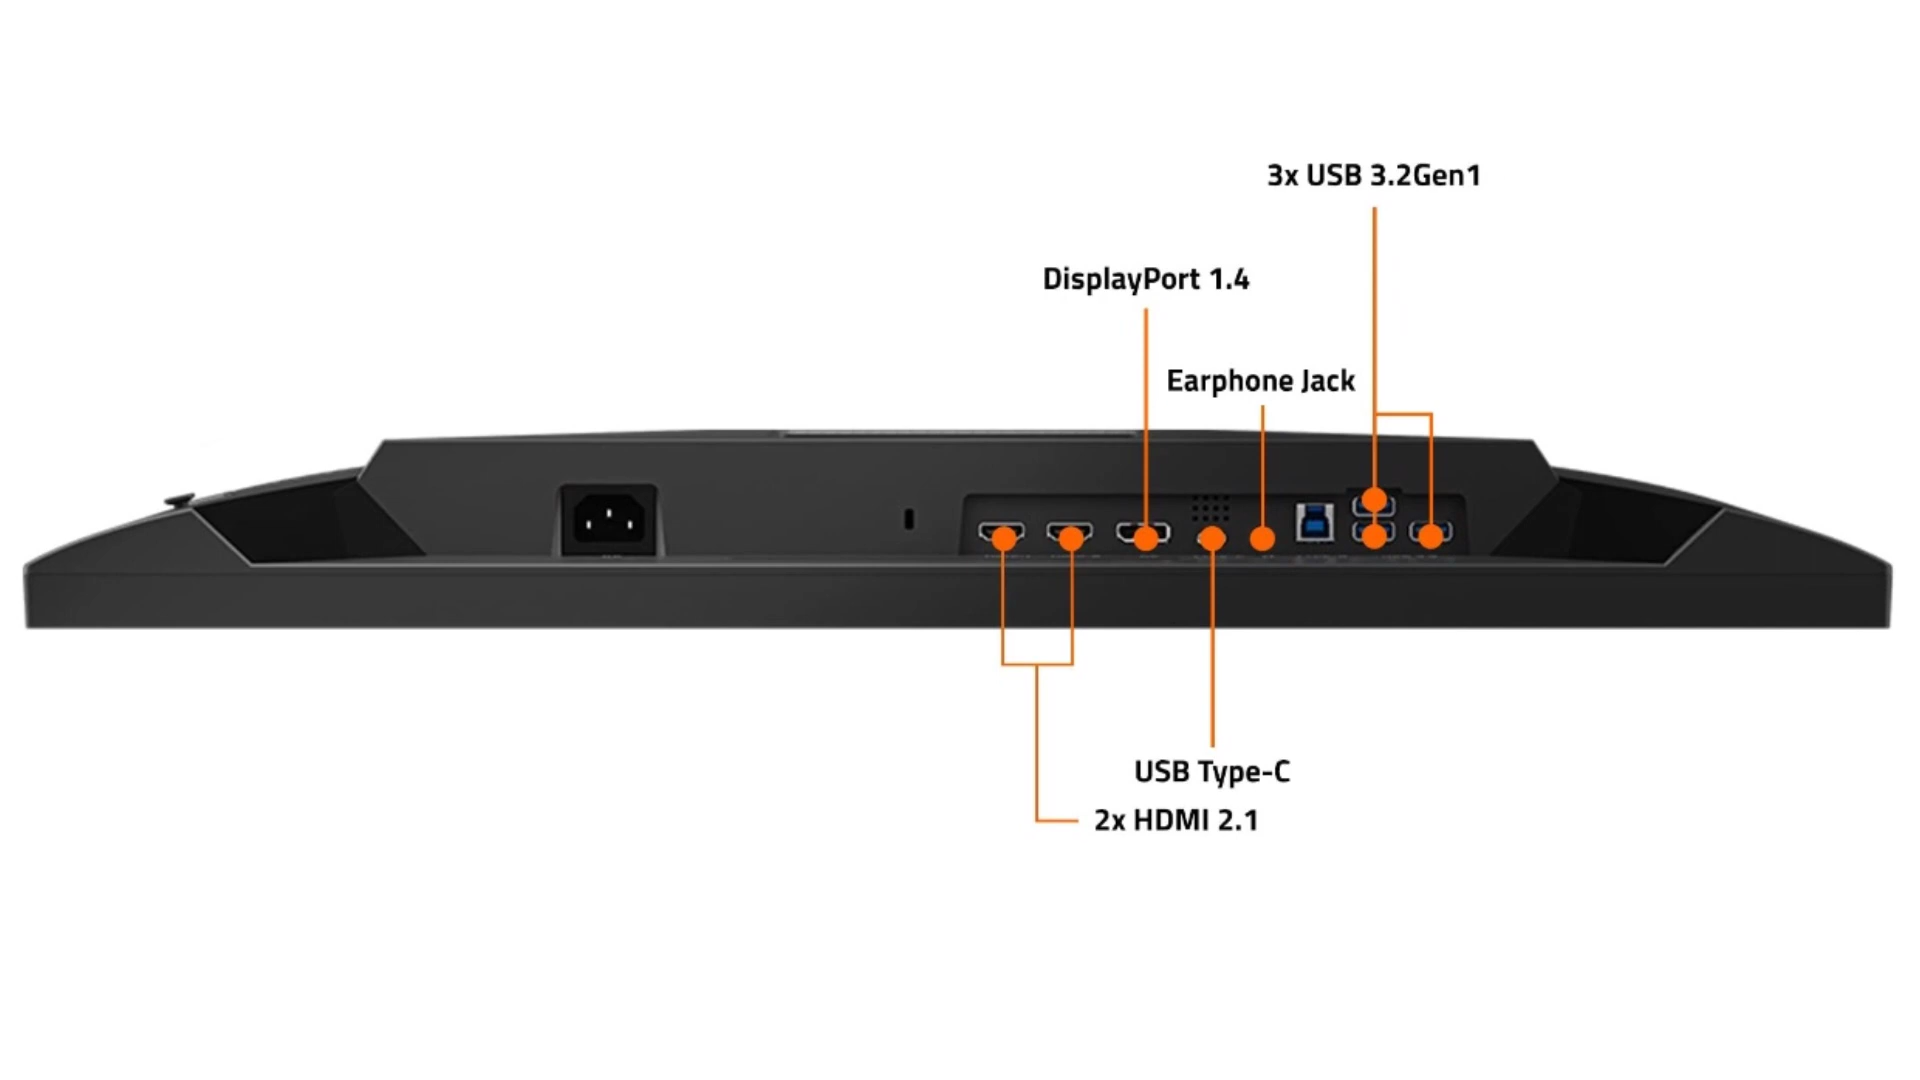 3x USB 3.2Gen1
DisplayPort 1.4
Earphone Jack
USB Type-C
2x HDMI 2.1